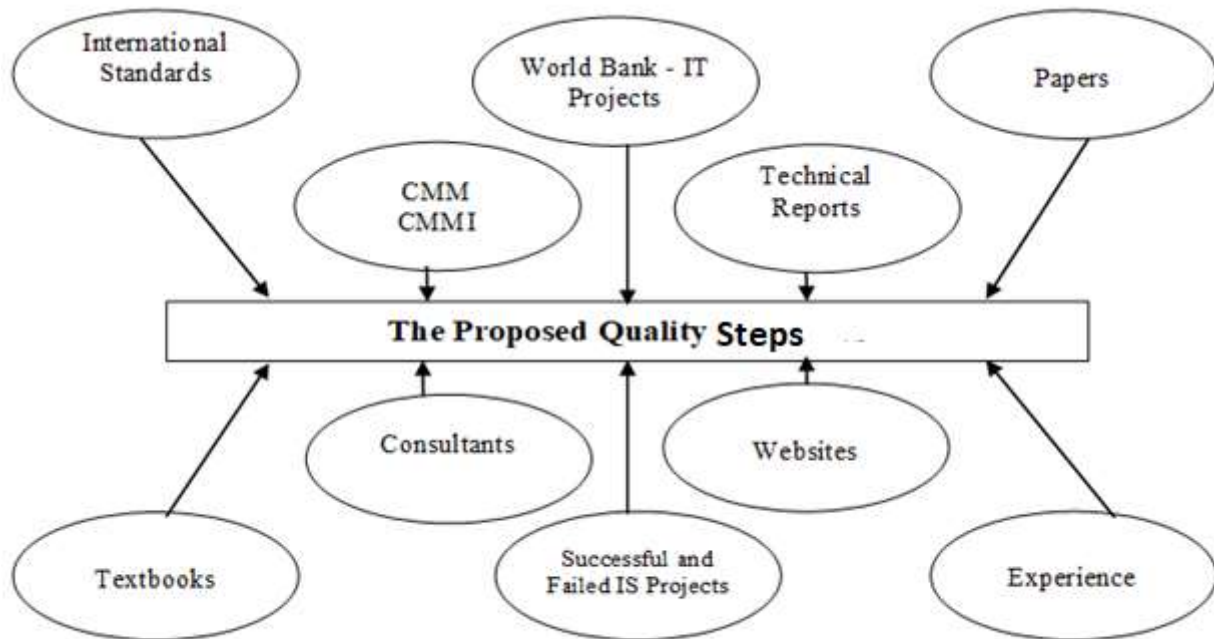 International
Standards
World Bank - IT
Projects
Papers
CMM
CMMI
Technical
Reports
The Proposed Quality Steps
Consultants
Websites
Textbooks
Successful and
Failed IS Projects
Experience